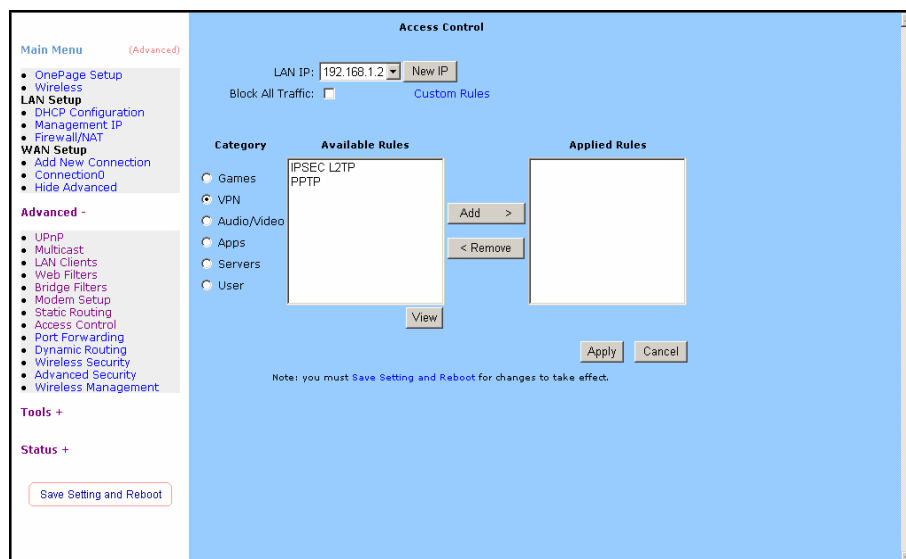 Main Menu (Advanced)
OnePage Setup
Wireless
LAN Setup
DHCP Configuration
Management IP
Firewall/NAT
WAN Setup
Add New Connection
Connection0
Hide Advanced
Advanced -
UPnP
Multicast
LAN Clients
Web Filters
Bridge Filters
Modem Setup
Static Routing
Access Control
Port Forwarding
Dynamic Routing
Wireless Security
Advanced Security
Wireless Management
Tools +
Status +
Save Setting and Reboot
Access Control
LAN IP: 192.168.1.2 New IP
Block All Traffic: Custom Rules
Category Available Rules Applied Rules
Games
VPN
Audio/Video
Apps
Servers
User
IPSEC L2TP
PPTP
Add >
< Remove
View
Apply Cancel
Note: you must Save Setting and Reboot for changes to take effect.